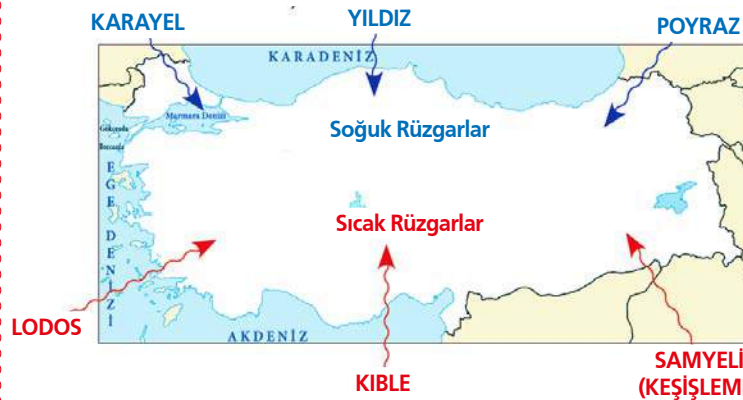 KARAYEL
YILDIZ
POYRAZ
KARADENİZ
Marmara Denizi
Gökçeada
Bozcaada
Soğuk Rüzgarlar
EGE DENİZİ
Sıcak Rüzgarlar
LODOS
AKDENİZ
KIBLE
SAMYELİ
(KEŞİŞLEM